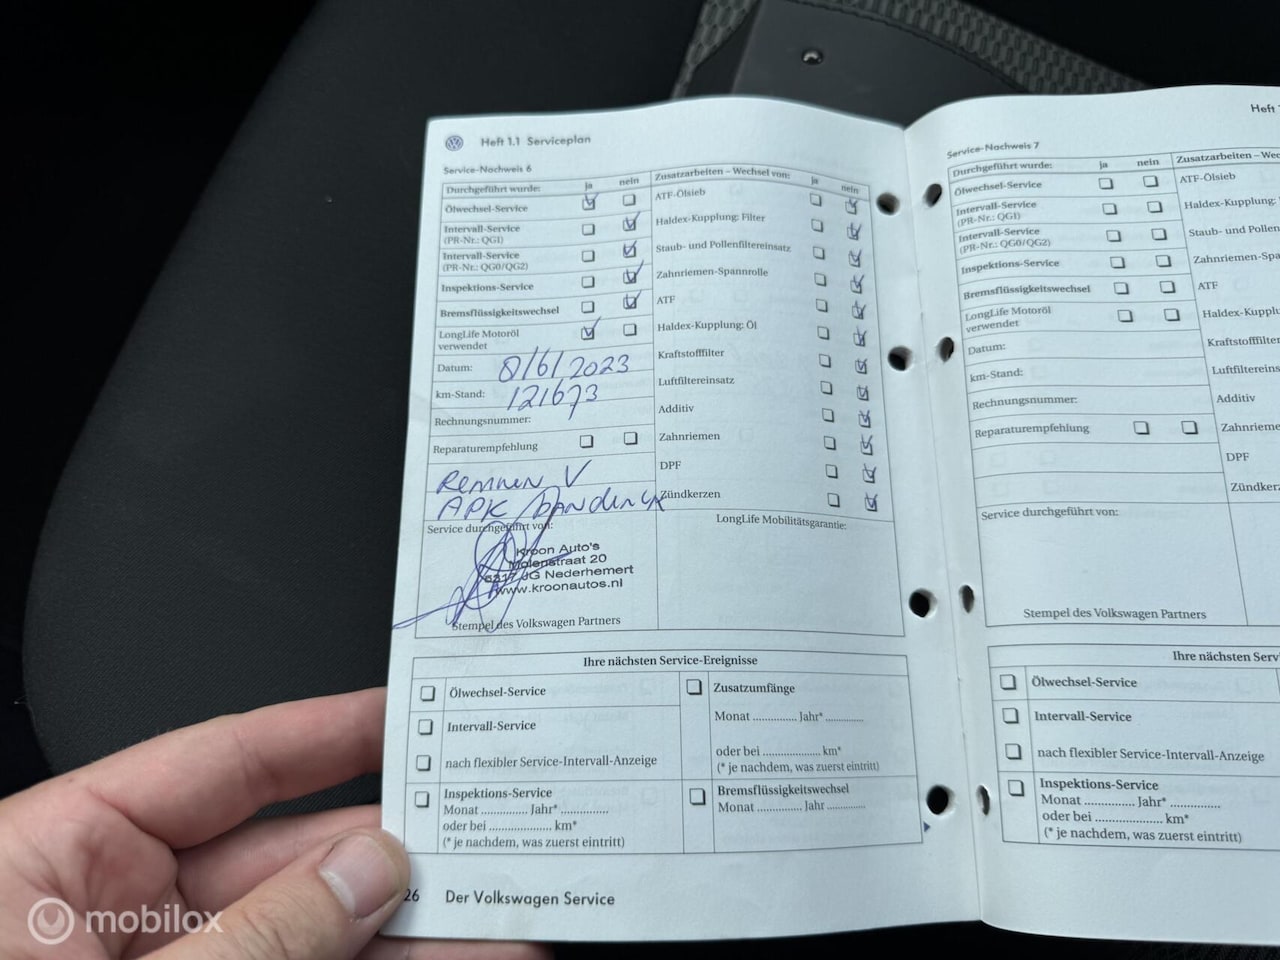 Heft 1.1 Serviceplan
Service-Nachweis 6
Durchgeführt wurde: ja nein
Ölwechsel-Service
Intervall-Service
(PR-Nr.: QG1)
Intervall-Service
(PR-Nr.: QG0/QG2)
Inspektions-Service
Bremsflüssigkeitswechsel
LongLife Motoröl
verwendet
Datum: 8/6/2023
km-Stand: 121673
Rechnungsnummer:
Reparaturempfehlung
Remmen V
APK
Service durchgeführt von:
Kroon Auto's
Molenstraat 20
JG Nederhemert
www.kroonautos.nl
Stempel des Volkswagen Partners
Zusatzarbeiten – Wechsel von: ja nein
ATF-Ölsieb
Haldex-Kupplung: Filter
Staub- und Pollenfiltereinsatz
Zahnriemen-Spannrolle
ATF
Haldex-Kupplung: Öl
Kraftstofffilter
Luftfiltereinsatz
Additiv
Zahnriemen
DPF
Zündkerzen
LongLife Mobilitätsgarantie:
Ihre nächsten Service-Ereignisse
Ölwechsel-Service
Intervall-Service
nach flexibler Service-Intervall-Anzeige
Inspektions-Service
Monat ............... Jahr* ...............
oder bei .................... km*
(* je nachdem, was zuerst eintritt)
Zusatzumfänge
Monat .............. Jahr* ............
oder bei .................. km*
(* je nachdem, was zuerst eintritt)
Bremsflüssigkeitswechsel
Monat ............. Jahr ............
26 Der Volkswagen Service
Heft
Service-Nachweis 7
Durchgeführt wurde: ja nein
Ölwechsel-Service
Intervall-Service
(PR-Nr.: QG1)
Intervall-Service
(PR-Nr.: QG0/QG2)
Inspektions-Service
Bremsflüssigkeitswechsel
LongLife Motoröl
verwendet
Datum:
km-Stand:
Rechnungsnummer:
Reparaturempfehlung
Service durchgeführt von:
Stempel des Volkswagen Partners
Zusatzarbeiten – Wec
ATF-Ölsieb
Haldex-Kupplung:
Staub- und Pollen
Zahnriemen-Spa
ATF
Haldex-Kupplu
Kraftstofffilte
Luftfiltereins
Additiv
Zahnrieme
DPF
Zündkerz
Ihre nächsten Serv
Ölwechsel-Service
Intervall-Service
nach flexibler Service-Intervall-Anzeige
Inspektions-Service
Monat ............... Jahr* ...............
oder bei .................... km*
(* je nachdem, was zuerst eintritt)
mobilox